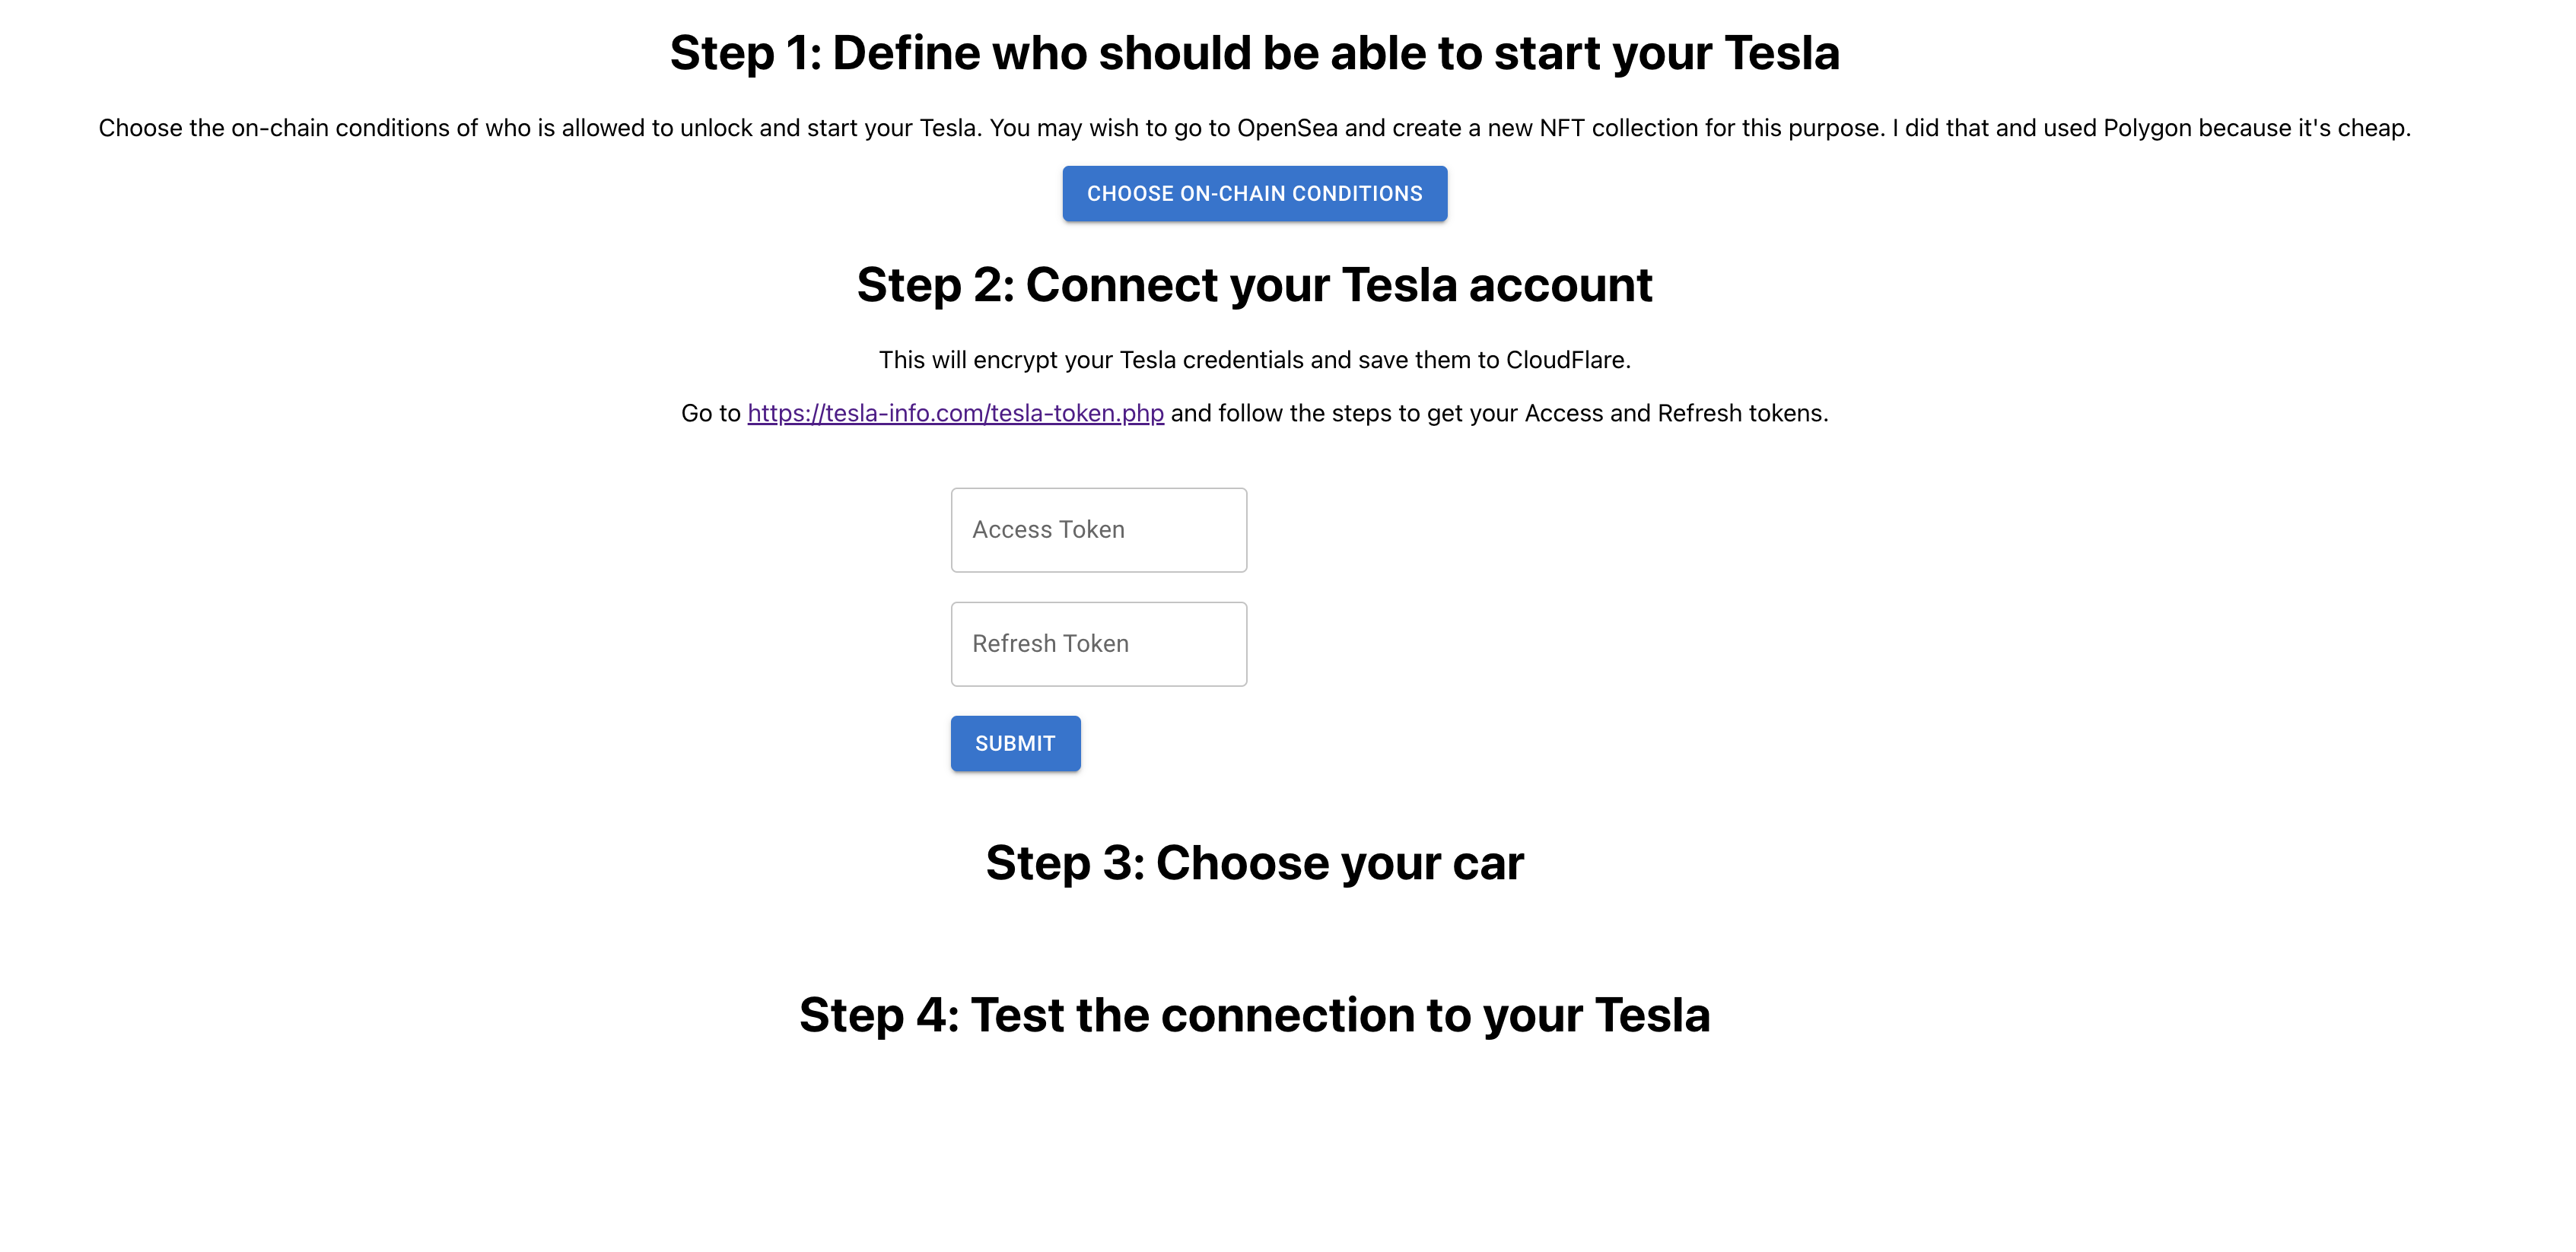 Step 1: Define who should be able to start your Tesla
Choose the on-chain conditions of who is allowed to unlock and start your Tesla. You may wish to go to OpenSea and create a new NFT collection for this purpose. I did that and used Polygon because it's cheap.
CHOOSE ON-CHAIN CONDITIONS
Step 2: Connect your Tesla account
This will encrypt your Tesla credentials and save them to CloudFlare.
Go to https://tesla-info.com/tesla-token.php and follow the steps to get your Access and Refresh tokens.
Access Token
Refresh Token
SUBMIT
Step 3: Choose your car
Step 4: Test the connection to your Tesla